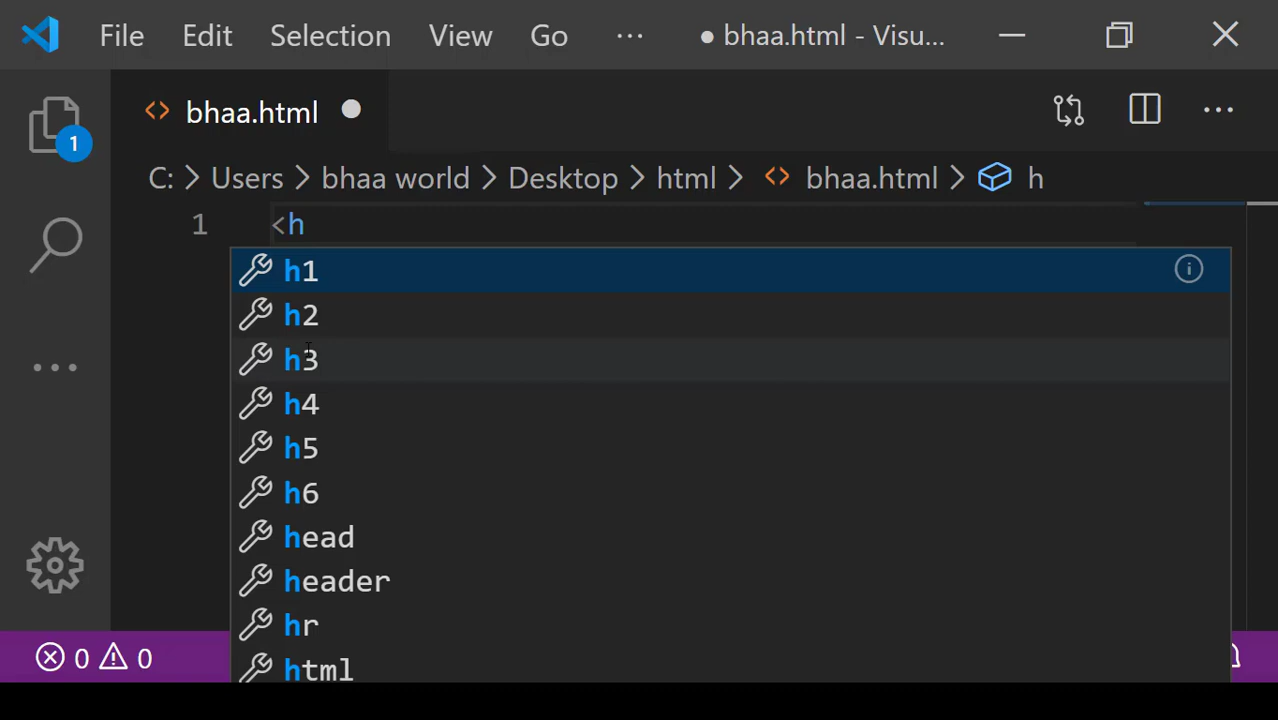 File Edit Selection View Go ··· ● bhaa.html - Visu...
bhaa.html
1
C: > Users > bhaa world > Desktop > html > bhaa.html > h
1 <h
h1
h2
h3
h4
h5
h6
head
header
hr
html
0 0